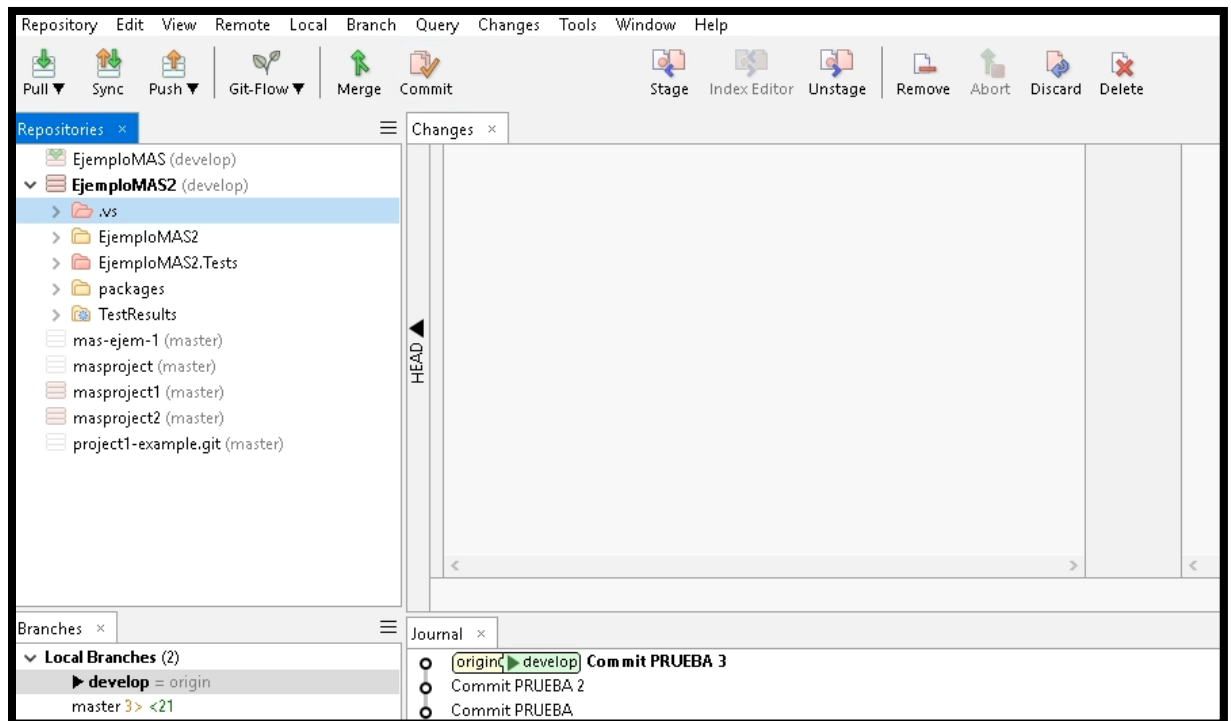 Repository Edit View Remote Local Branch Query Changes Tools Window Help
Pull Sync Push Git-Flow Merge Commit Stage Index Editor Unstage Remove Abort Discard Delete
Repositories
Changes
EjemploMAS (develop)
EjemploMAS2 (develop)
.vs
EjemploMAS2
EjemploMAS2.Tests
packages
TestResults
mas-ejem-1 (master)
masproject (master)
masproject1 (master)
masproject2 (master)
project1-example.git (master)
HEAD
Branches
Local Branches (2)
develop = origin
master 3> <21
Journal
origin develop Commit PRUEBA 3
Commit PRUEBA 2
Commit PRUEBA